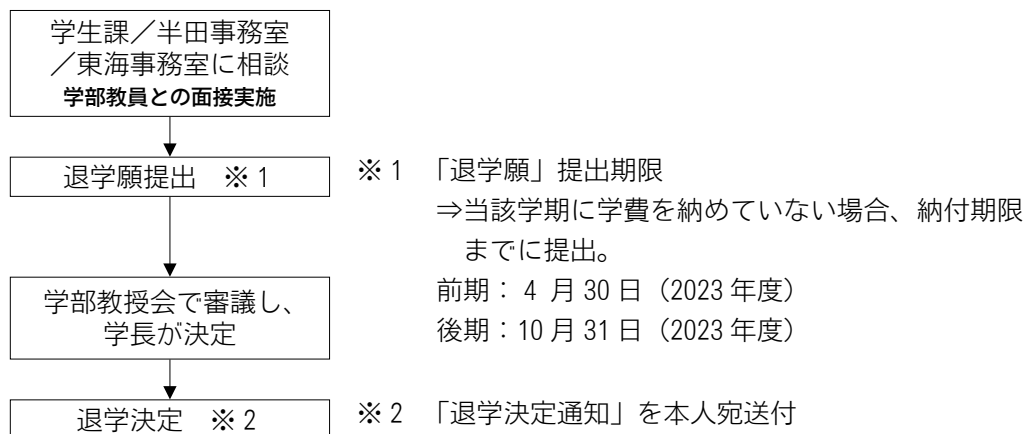 学生課／半田事務室
／東海事務室に相談
学部教員との面接実施
退学願提出　※1
※1　「退学願」提出期限
⇒当該学期に学費を納めていない場合、納付期限
までに提出。
前期： 4 月 30 日（2023 年度）
後期：10 月 31 日（2023 年度）
学部教授会で審議し、
学長が決定
退学決定　※2
※2　「退学決定通知」を本人宛送付